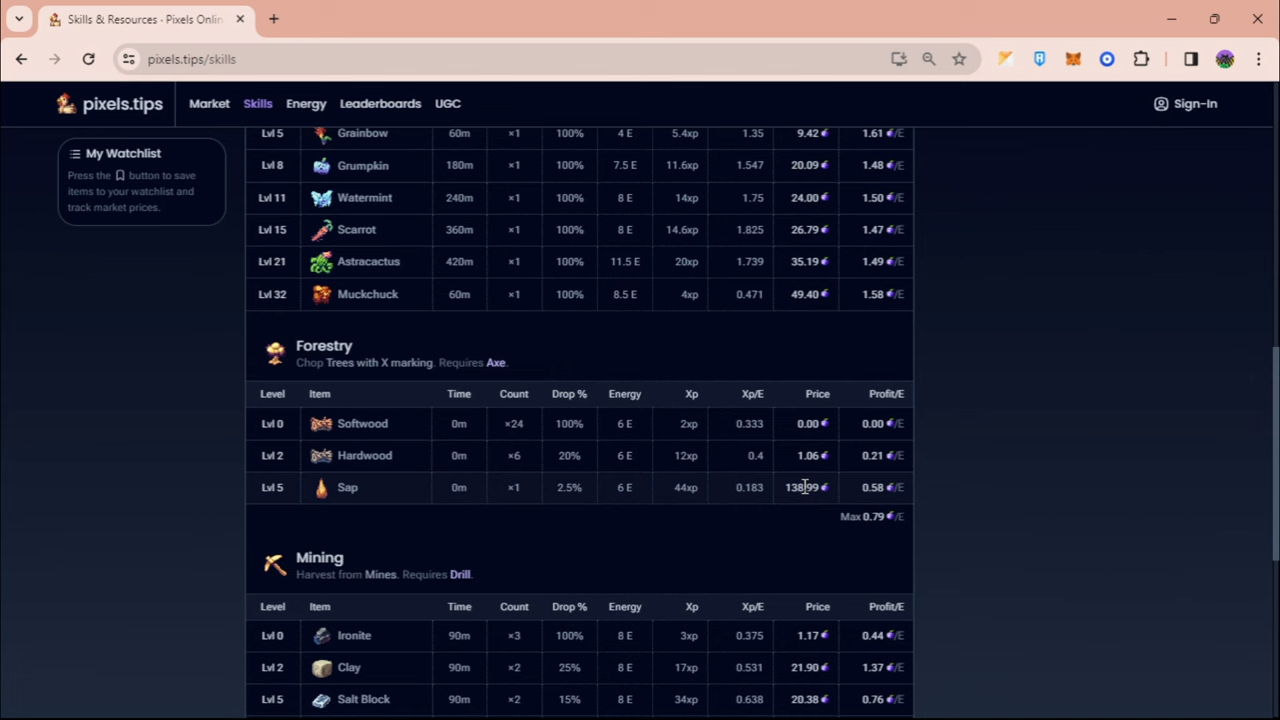 Skills & Resources · Pixels Onlin
pixels.tips/skills
pixels.tips Market Skills Energy Leaderboards UGC Sign-In
My Watchlist
Press the button to save
items to your watchlist and
track market prices.
Lvl 5 Grainbow 60m ×1 100% 4 E 5.4xp 1.35 9.42 1.61 /E
Lvl 8 Grumpkin 180m ×1 100% 7.5 E 11.6xp 1.547 20.09 1.48 /E
Lvl 11 Watermint 240m ×1 100% 8 E 14xp 1.75 24.00 1.50 /E
Lvl 15 Scarrot 360m ×1 100% 8 E 14.6xp 1.825 26.79 1.47 /E
Lvl 21 Astracactus 420m ×1 100% 11.5 E 20xp 1.739 35.19 1.49 /E
Lvl 32 Muckchuck 60m ×1 100% 8.5 E 4xp 0.471 49.40 1.58 /E
Forestry
Chop Trees with X marking. Requires Axe.
Level Item Time Count Drop % Energy Xp Xp/E Price Profit/E
Lvl 0 Softwood 0m ×24 100% 6 E 2xp 0.333 0.00 0.00 /E
Lvl 2 Hardwood 0m ×6 20% 6 E 12xp 0.4 1.06 0.21 /E
Lvl 5 Sap 0m ×1 2.5% 6 E 44xp 0.183 138.99 0.58 /E
Max 0.79 /E
Mining
Harvest from Mines. Requires Drill.
Level Item Time Count Drop % Energy Xp Xp/E Price Profit/E
Lvl 0 Ironite 90m ×3 100% 8 E 3xp 0.375 1.17 0.44 /E
Lvl 2 Clay 90m ×2 25% 8 E 17xp 0.531 21.90 1.37 /E
Lvl 5 Salt Block 90m ×2 15% 8 E 34xp 0.638 20.38 0.76 /E